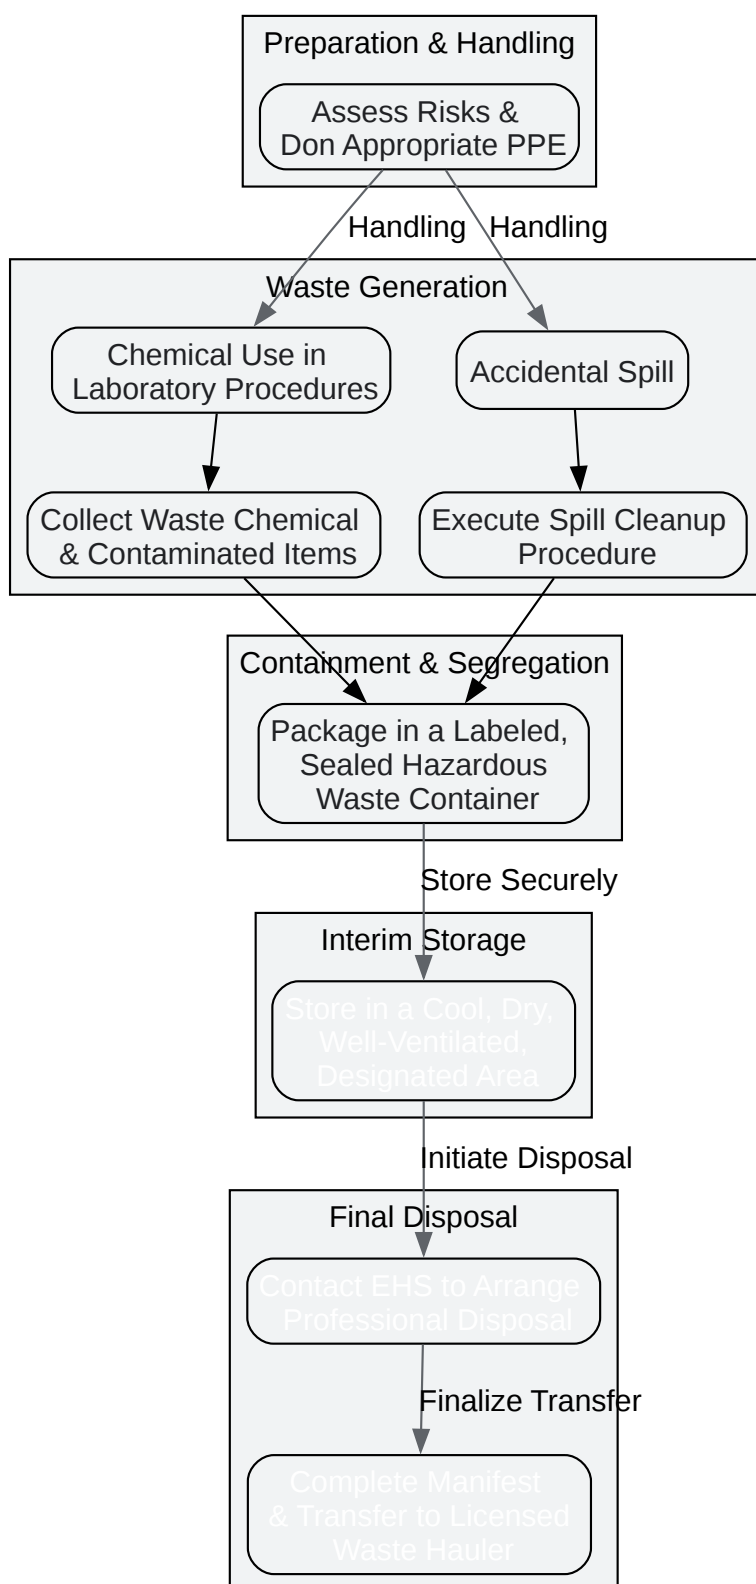 Preparation & Handling
Assess Risks &
Don Appropriate PPE
Handling
Handling
Waste Generation
Chemical Use in
Laboratory Procedures
Accidental Spill
Collect Waste Chemical
& Contaminated Items
Execute Spill Cleanup
Procedure
Containment & Segregation
Package in a Labeled,
Sealed Hazardous
Waste Container
Store Securely
Interim Storage
Store in a Cool, Dry,
Well-Ventilated,
Designated Area
Initiate Disposal
Final Disposal
Contact EHS to Arrange
Professional Disposal
Finalize Transfer
Complete Manifest
& Transfer to Licensed
Waste Hauler